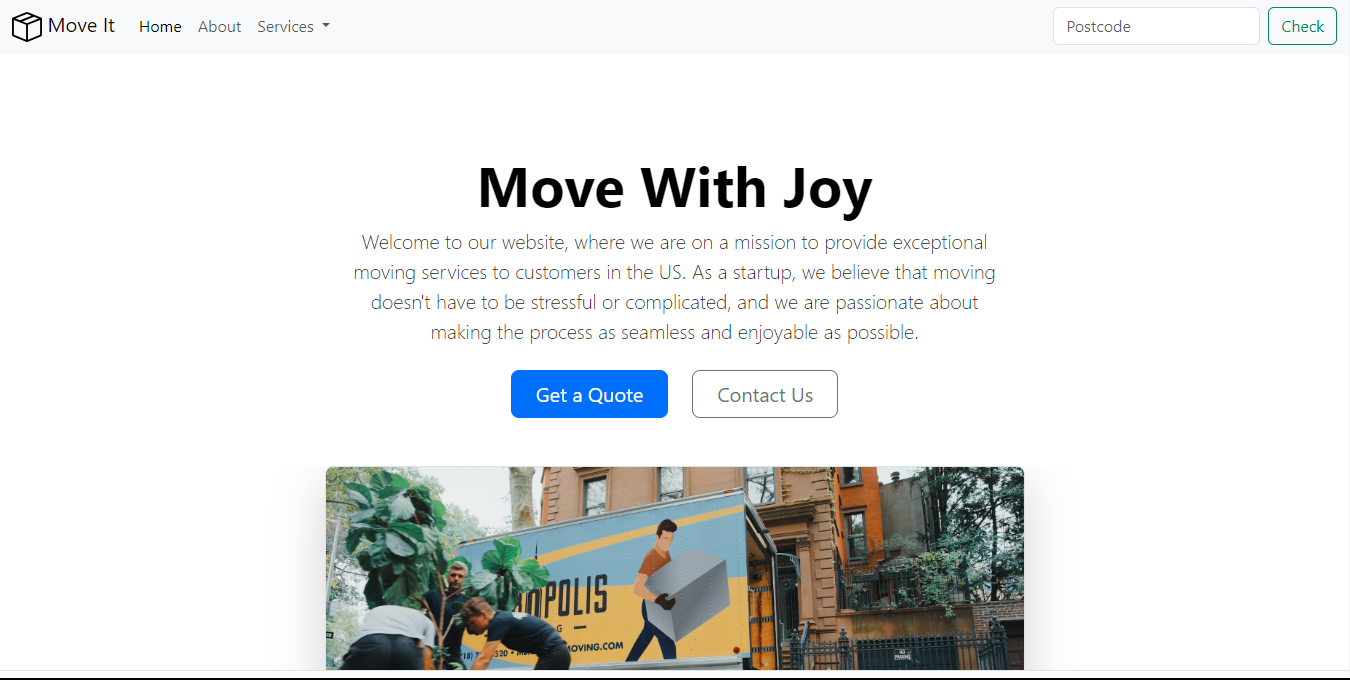 Move It
Home
About
Services
Postcode
Check
Move With Joy
Welcome to our website, where we are on a mission to provide exceptional
moving services to customers in the US. As a startup, we believe that moving
doesn't have to be stressful or complicated, and we are passionate about
making the process as seamless and enjoyable as possible.
Get a Quote
Contact Us
OPOLIS
G
MOVING.COM
NO
PARKING